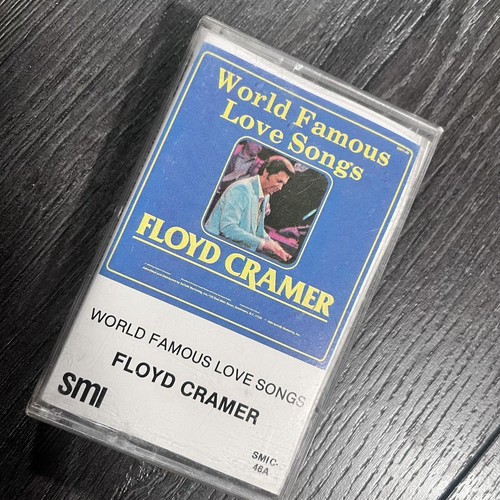 World Famous
Love Songs
FLOYD CRAMER
WORLD FAMOUS LOVE SONGS
FLOYD CRAMER
smi
SMIC-
46A